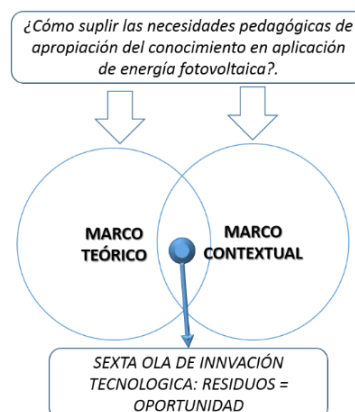 ¿Cómo suplir las necesidades pedagógicas de
apropiación del conocimiento en aplicación
de energía fotovoltaica?.
MARCO
TEÓRICO
MARCO
CONTEXTUAL
SEXTA OLA DE INNVACIÓN
TECNOLOGICA: RESIDUOS =
OPORTUNIDAD